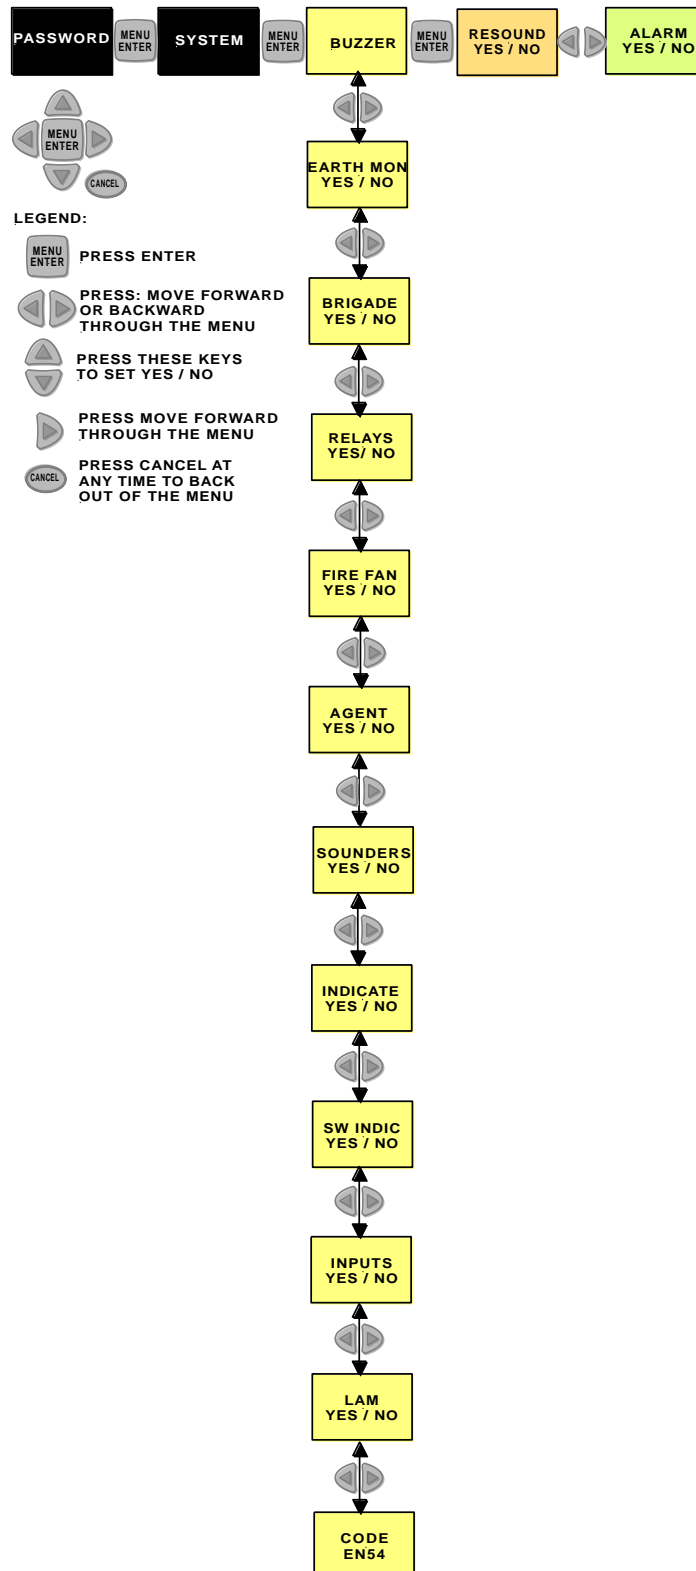 PASSWORD
MENU
ENTER
SYSTEM
MENU
ENTER
BUZZER
MENU
ENTER
RESOUND
YES / NO
ALARM
YES / NO
MENU
ENTER
CANCEL
LEGEND:
MENU
ENTER
PRESS ENTER
PRESS: MOVE FORWARD
OR BACKWARD
THROUGH THE MENU
PRESS THESE KEYS
TO SET YES / NO
PRESS MOVE FORWARD
THROUGH THE MENU
CANCEL
PRESS CANCEL AT
ANY TIME TO BACK
OUT OF THE MENU
EARTH MON
YES / NO
BRIGADE
YES / NO
RELAYS
YES/ NO
FIRE FAN
YES / NO
AGENT
YES / NO
SOUNDERS
YES / NO
INDICATE
YES / NO
SW INDIC
YES / NO
INPUTS
YES / NO
LAM
YES / NO
CODE
EN54